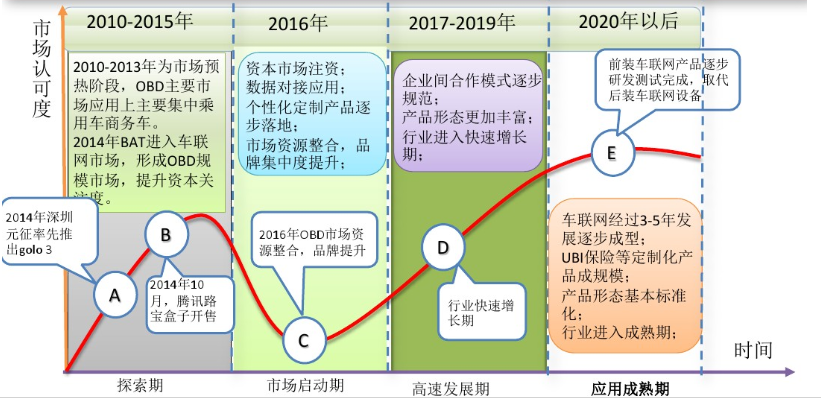 市场认可度
2010-2015年
2016年
2017-2019年
2020年以后
2010-2013年为市场预
热阶段，OBD主要市
场应用上主要集中乘
用车商务车。
2014年BAT进入车联
网市场，形成OBD规
模市场，提升资本关
注度。
资本市场注资；
数据对接应用；
个性化定制产品逐
步落地；
市场资源整合，品
牌集中度提升；
企业间合作模式逐步
规范；
产品形态更加丰富；
行业进入快速增长
期；
前装车联网产品逐步
研发测试完成，取代
后装车联网设备
2014年深圳
元征率先推
出golo 3
A
B
2014年10
月，腾讯路
宝盒子开售
2016年OBD市场资
源整合，品牌提升
C
D
行业快速增
长期
E
车联网经过3-5年发
展逐步成型；
UBI保险等定制化产
品成规模；
产品形态基本标准
化；
行业进入成熟期；
时间
探索期
市场启动期
高速发展期
应用成熟期